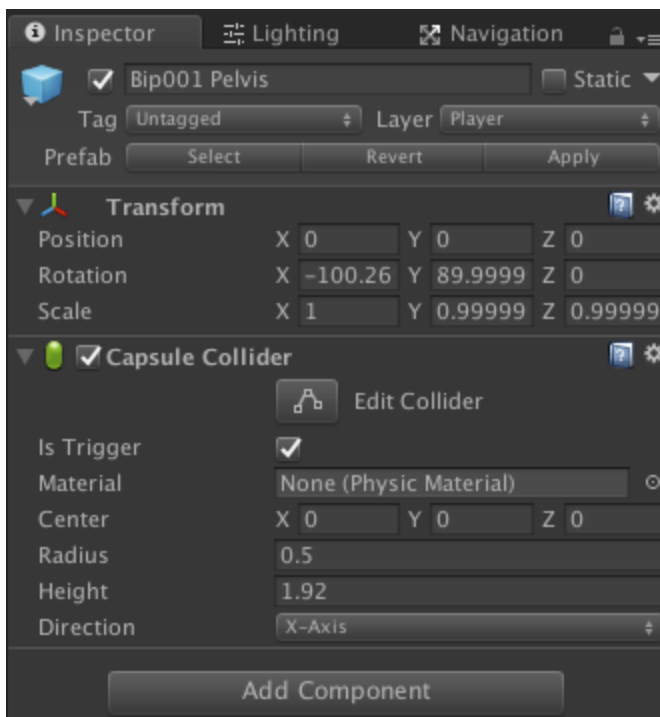 Inspector Lighting Navigation
Bip001 Pelvis Static
Tag Untagged Layer Player
Prefab Select Revert Apply
Transform
Position X 0 Y 0 Z 0
Rotation X -100.26 Y 89.9999 Z 0
Scale X 1 Y 0.99999 Z 0.99999
Capsule Collider
Edit Collider
Is Trigger
Material None (Physic Material)
Center X 0 Y 0 Z 0
Radius 0.5
Height 1.92
Direction X-Axis
Add Component